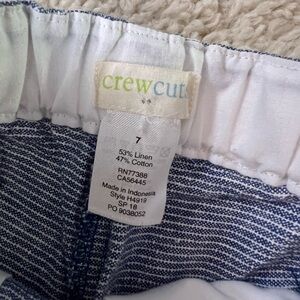 crewcuts
7
53% Linen
47% Cotton
RN77388
CA56445
Made in Indonesia
Style H4919
SP 18
PO 9038052